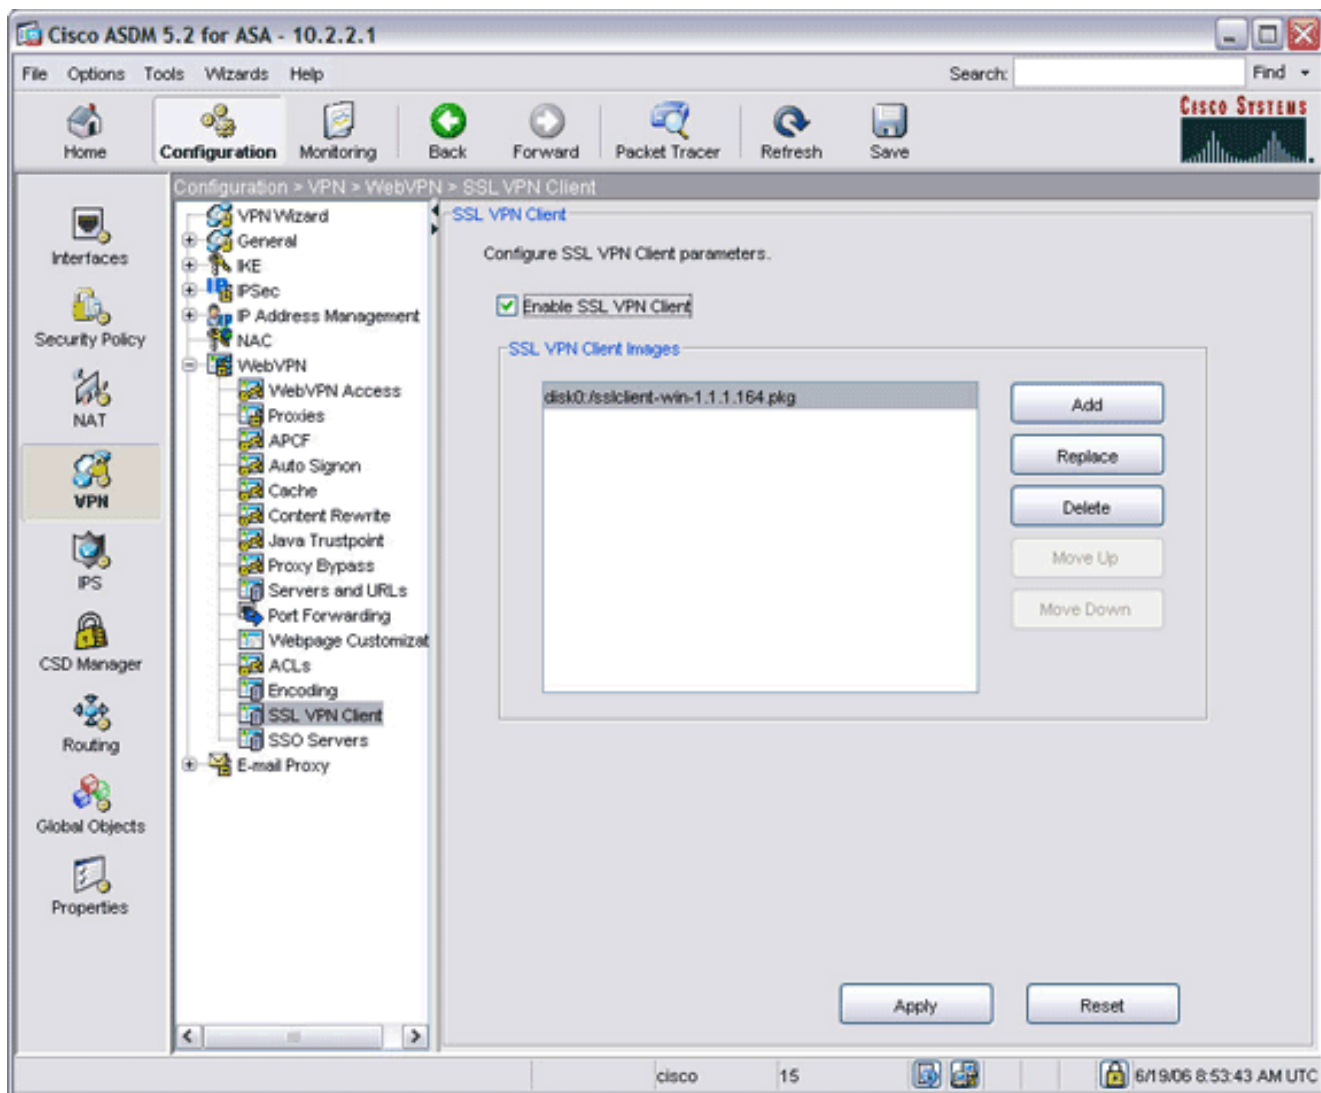 Cisco ASDM 5.2 for ASA - 10.2.2.1
File Options Tools Wizards Help Search: Find
Home Configuration Monitoring Back Forward Packet Tracer Refresh Save
CISCO SYSTEMS
Configuration > VPN > WebVPN > SSL VPN Client
Interfaces
Security Policy
NAT
VPN
IPS
CSD Manager
Routing
Global Objects
Properties
VPN Wizard
General
IKE
IPSec
IP Address Management
NAC
WebVPN
WebVPN Access
Proxies
APCF
Auto Signon
Cache
Content Rewrite
Java Trustpoint
Proxy Bypass
Servers and URLs
Port Forwarding
Webpage Customizat
ACLs
Encoding
SSL VPN Client
SSO Servers
E-mail Proxy
SSL VPN Client
Configure SSL VPN Client parameters.
Enable SSL VPN Client
SSL VPN Client Images
disk0:/sslclient-win-1.1.1.164.pkg
Add
Replace
Delete
Move Up
Move Down
Apply Reset
cisco 15 6/19/06 8:53:43 AM UTC